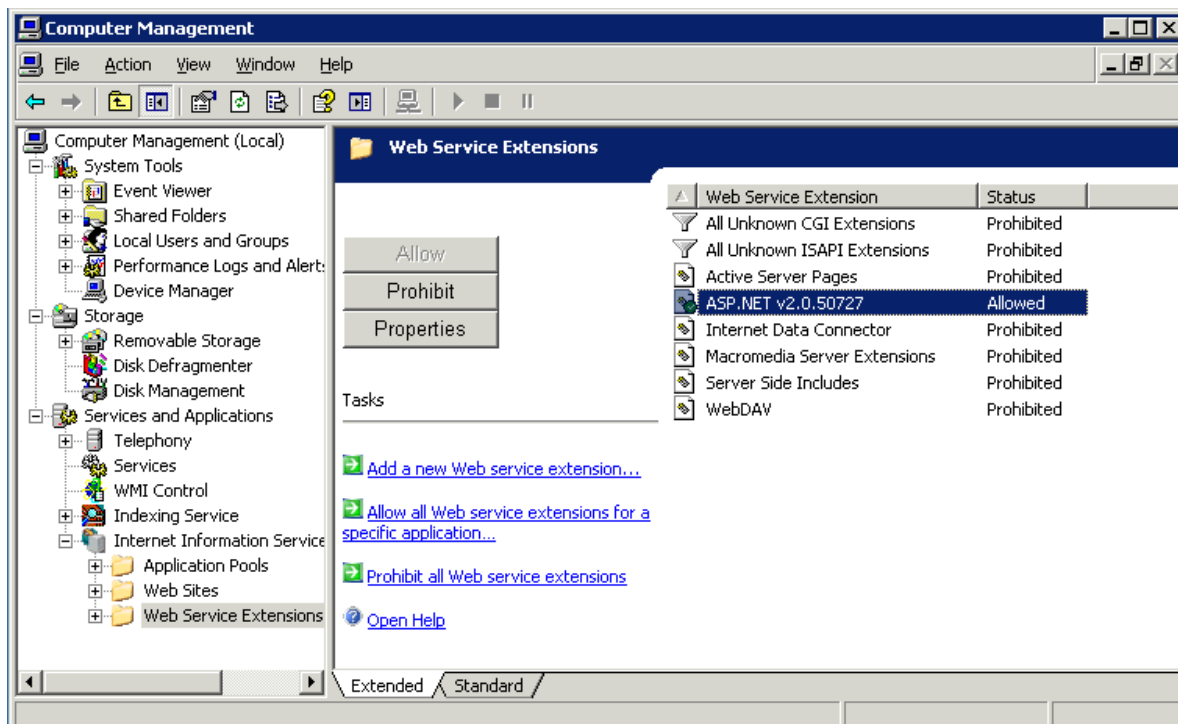 Computer Management
File Action View Window Help
Computer Management (Local)
System Tools
Event Viewer
Shared Folders
Local Users and Groups
Performance Logs and Alert
Device Manager
Storage
Removable Storage
Disk Defragmenter
Disk Management
Services and Applications
Telephony
Services
WMI Control
Indexing Service
Internet Information Service
Application Pools
Web Sites
Web Service Extensions
Web Service Extensions
Allow
Prohibit
Properties
Tasks
Add a new Web service extension...
Allow all Web service extensions for a
specific application...
Prohibit all Web service extensions
Open Help
Web Service Extension Status
All Unknown CGI Extensions Prohibited
All Unknown ISAPI Extensions Prohibited
Active Server Pages Prohibited
ASP.NET v2.0.50727 Allowed
Internet Data Connector Prohibited
Macromedia Server Extensions Prohibited
Server Side Includes Prohibited
WebDAV Prohibited
Extended Standard